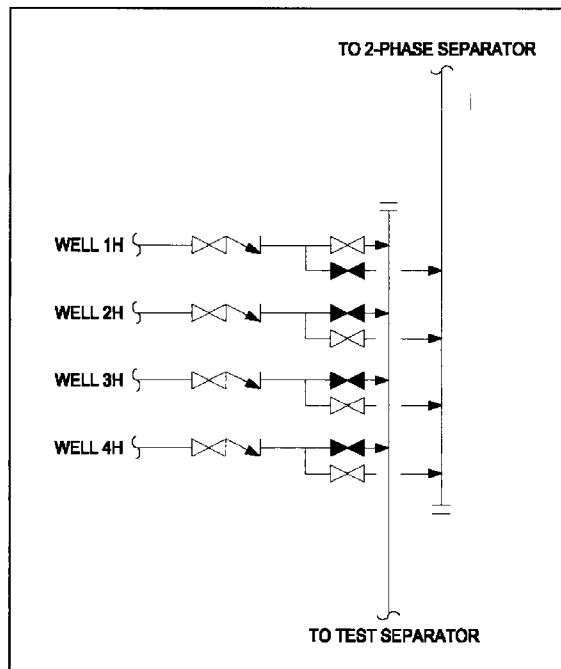 TO 2-PHASE SEPARATOR
WELL 1H
WELL 2H
WELL 3H
WELL 4H
TO TEST SEPARATOR